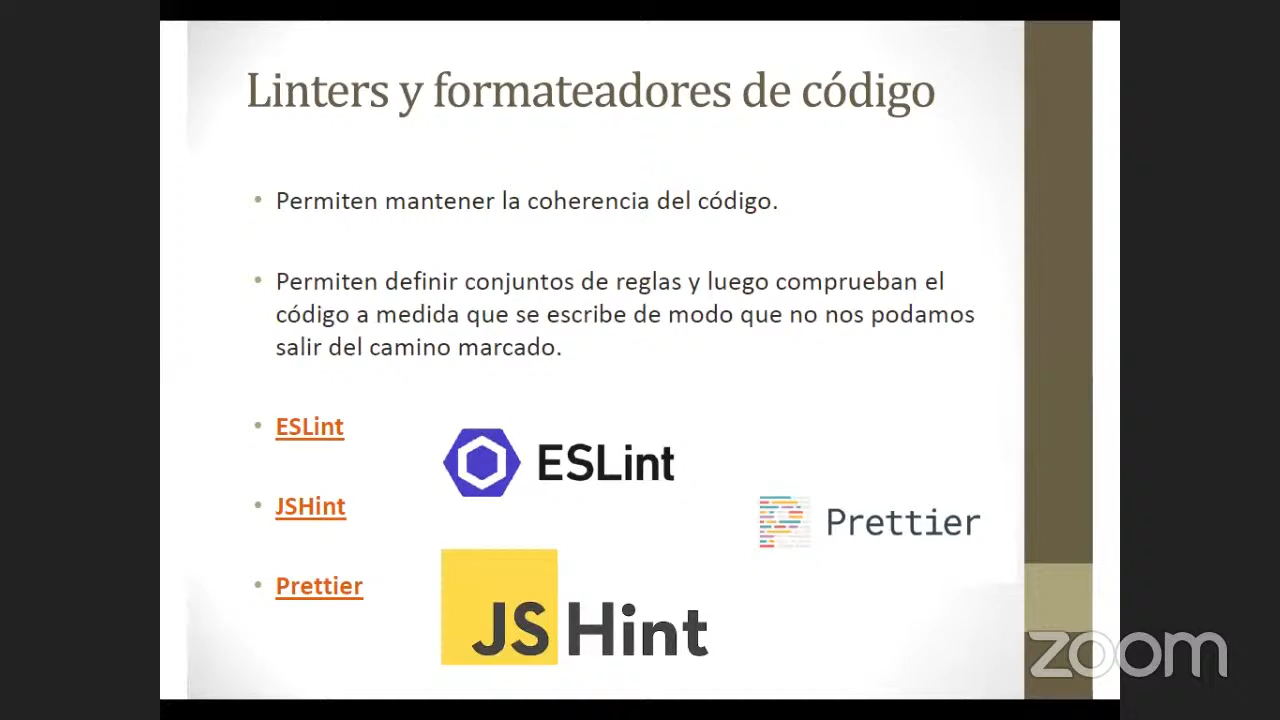 Linters y formateadores de código
• Permiten mantener la coherencia del código.
• Permiten definir conjuntos de reglas y luego comprueban el
código a medida que se escribe de modo que no nos podamos
salir del camino marcado.
• ESLint
ESLint
• JSHint
Prettier
• Prettier
JSHint
zoom